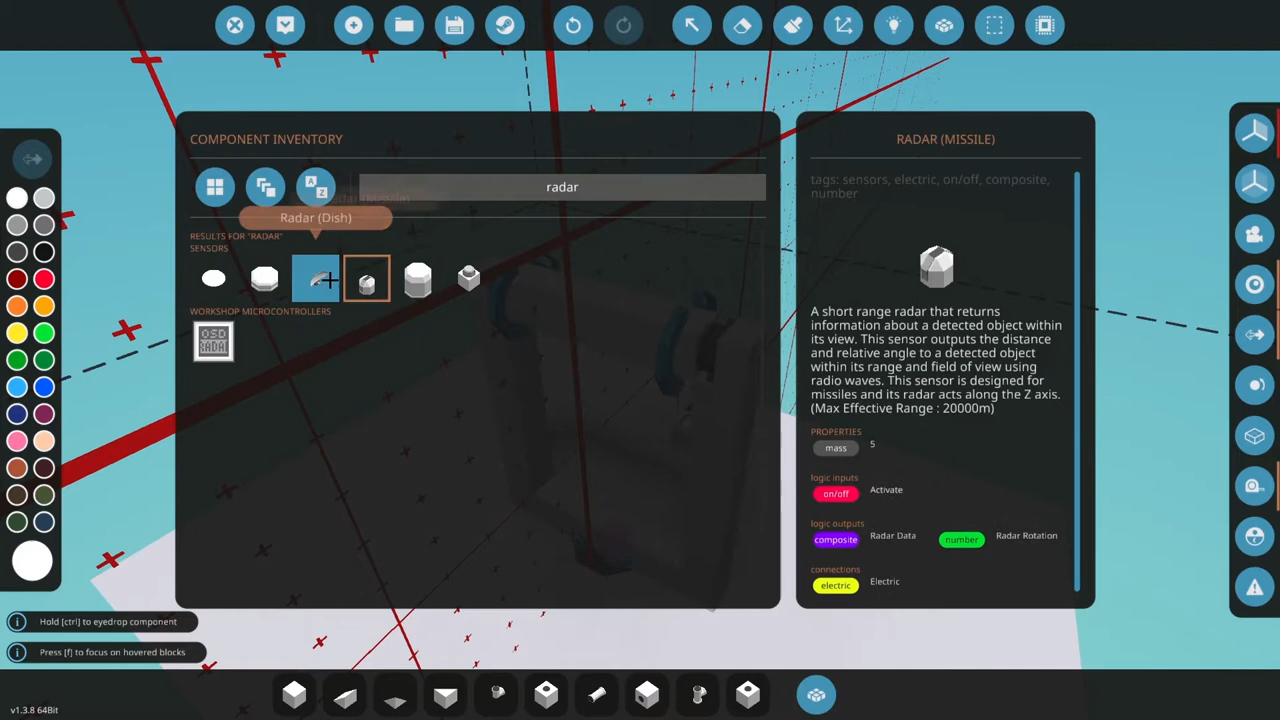 COMPONENT INVENTORY
radar
Radar (Dish)
RESULTS FOR "RADAR"
SENSORS
WORKSHOP MICROCONTROLLERS
OSD
RADAR
RADAR (MISSILE)
tags: sensors, electric, on/off, composite,
number
A short range radar that returns
information about a detected object within
its view. This sensor outputs the distance
and relative angle to a detected object
within its range and field of view using
radio waves. This sensor is designed for
missiles and its radar acts along the Z axis.
(Max Effective Range : 20000m)
PROPERTIES
mass 5
logic inputs
on/off Activate
logic outputs
composite Radar Data number Radar Rotation
connections
electric Electric
Hold [ctrl] to eyedrop component
Press [f] to focus on hovered blocks
v1.3.8 64Bit